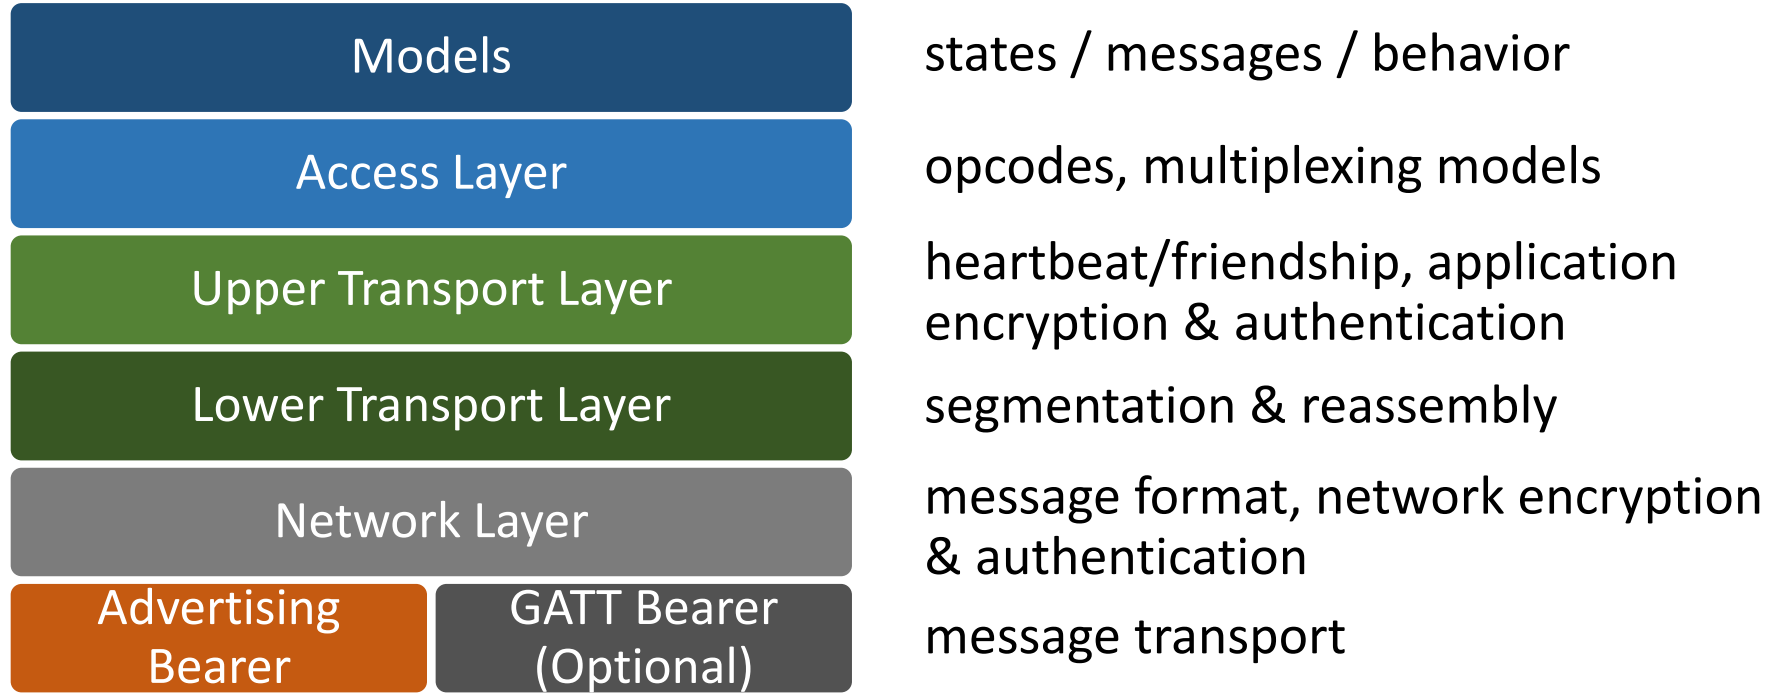 Models
states / messages / behavior
Access Layer
opcodes, multiplexing models
Upper Transport Layer
heartbeat/friendship, application
encryption & authentication
Lower Transport Layer
segmentation & reassembly
Network Layer
message format, network encryption
& authentication
Advertising
Bearer
GATT Bearer
(Optional)
message transport